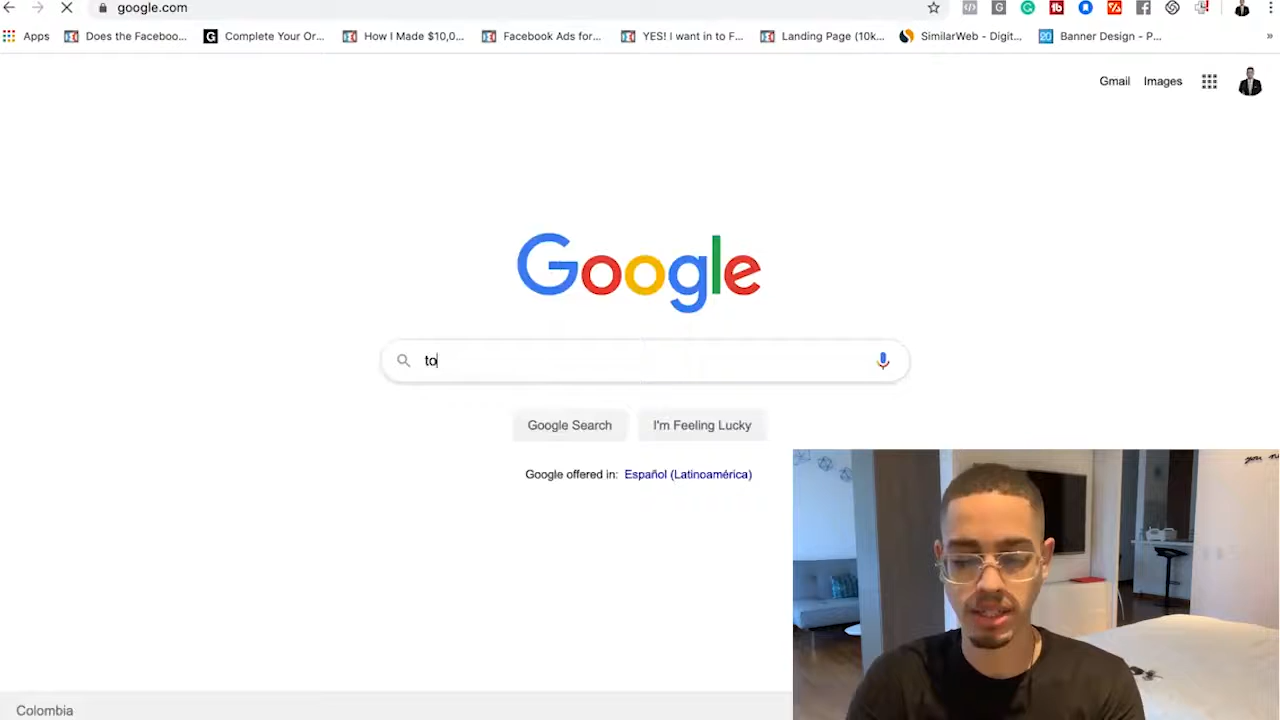 google.com
Apps Does the Faceboo... Complete Your Or... How I Made $10,0... Facebook Ads for... YES! I want in to F... Landing Page (10k... SimilarWeb - Digit... Banner Design - P... »
Gmail Images
Google
to
Google Search I'm Feeling Lucky
Google offered in: Español (Latinoamérica)
Colombia